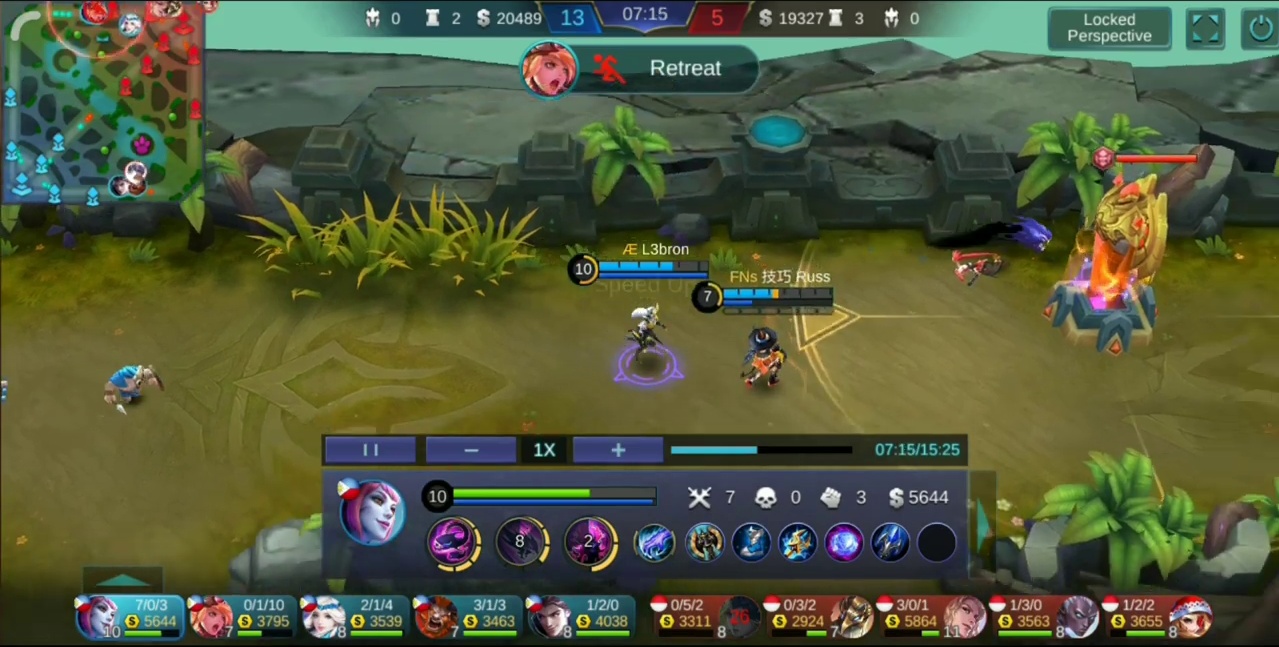 0 2 20489 13 07:15 5 19327 3 0
Locked
Perspective
Retreat
Æ L3bron
10
FNs 技巧 Russ
Speed Up
7
1X 07:15/15:25
10 7 0 3 5644
8 2
7/0/3 0/1/10 2/1/4 3/1/3 1/2/0 0/5/2 0/3/2 3/0/1 1/3/0 1/2/2
5644 3795 3539 3463 4038 3311 26 2924 5864 3563 3655
10 7 8 7 8 8 7 11 8 8